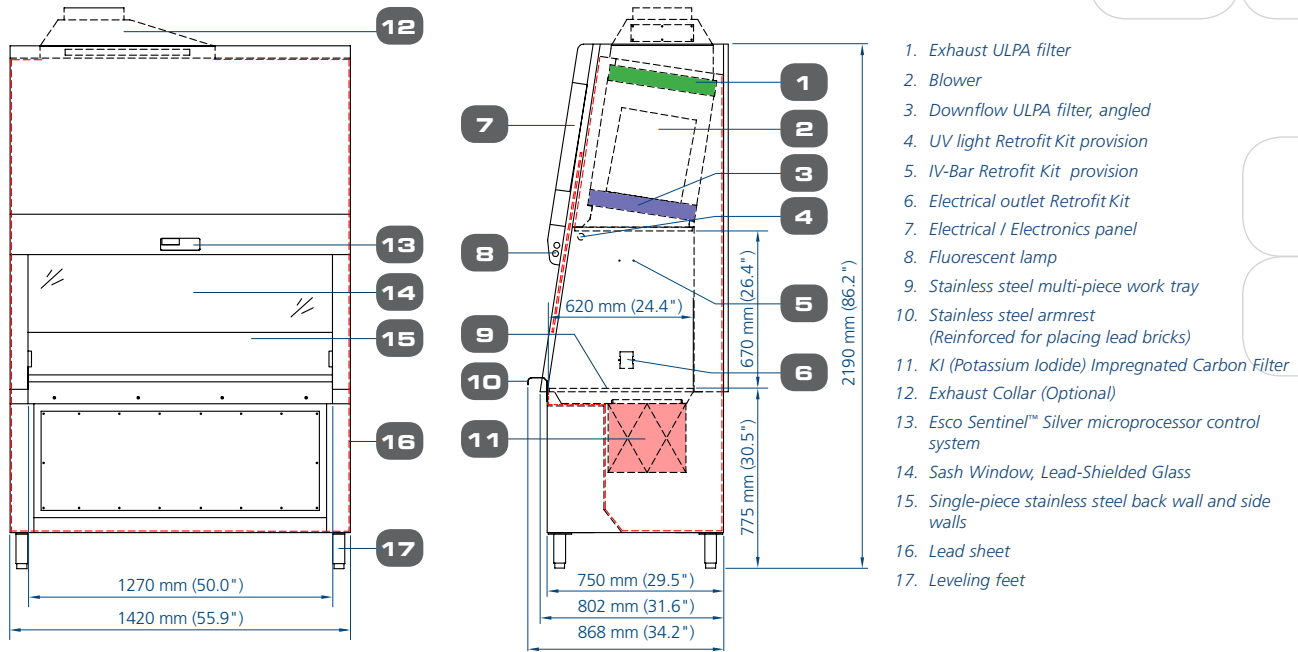 12
13
14
15
16
17
1270 mm (50.0")
1420 mm (55.9")
7
8
9
10
11
1
2
3
4
5
6
620 mm (24.4")
670 mm (26.4")
775 mm (30.5")
2190 mm (86.2")
750 mm (29.5")
802 mm (31.6")
868 mm (34.2")
1. Exhaust ULPA filter
2. Blower
3. Downflow ULPA filter, angled
4. UV light Retrofit Kit provision
5. IV-Bar Retrofit Kit provision
6. Electrical outlet Retrofit Kit
7. Electrical / Electronics panel
8. Fluorescent lamp
9. Stainless steel multi-piece work tray
10. Stainless steel armrest
(Reinforced for placing lead bricks)
11. KI (Potassium Iodide) Impregnated Carbon Filter
12. Exhaust Collar (Optional)
13. Esco Sentinel™ Silver microprocessor control
system
14. Sash Window, Lead-Shielded Glass
15. Single-piece stainless steel back wall and side
walls
16. Lead sheet
17. Leveling feet